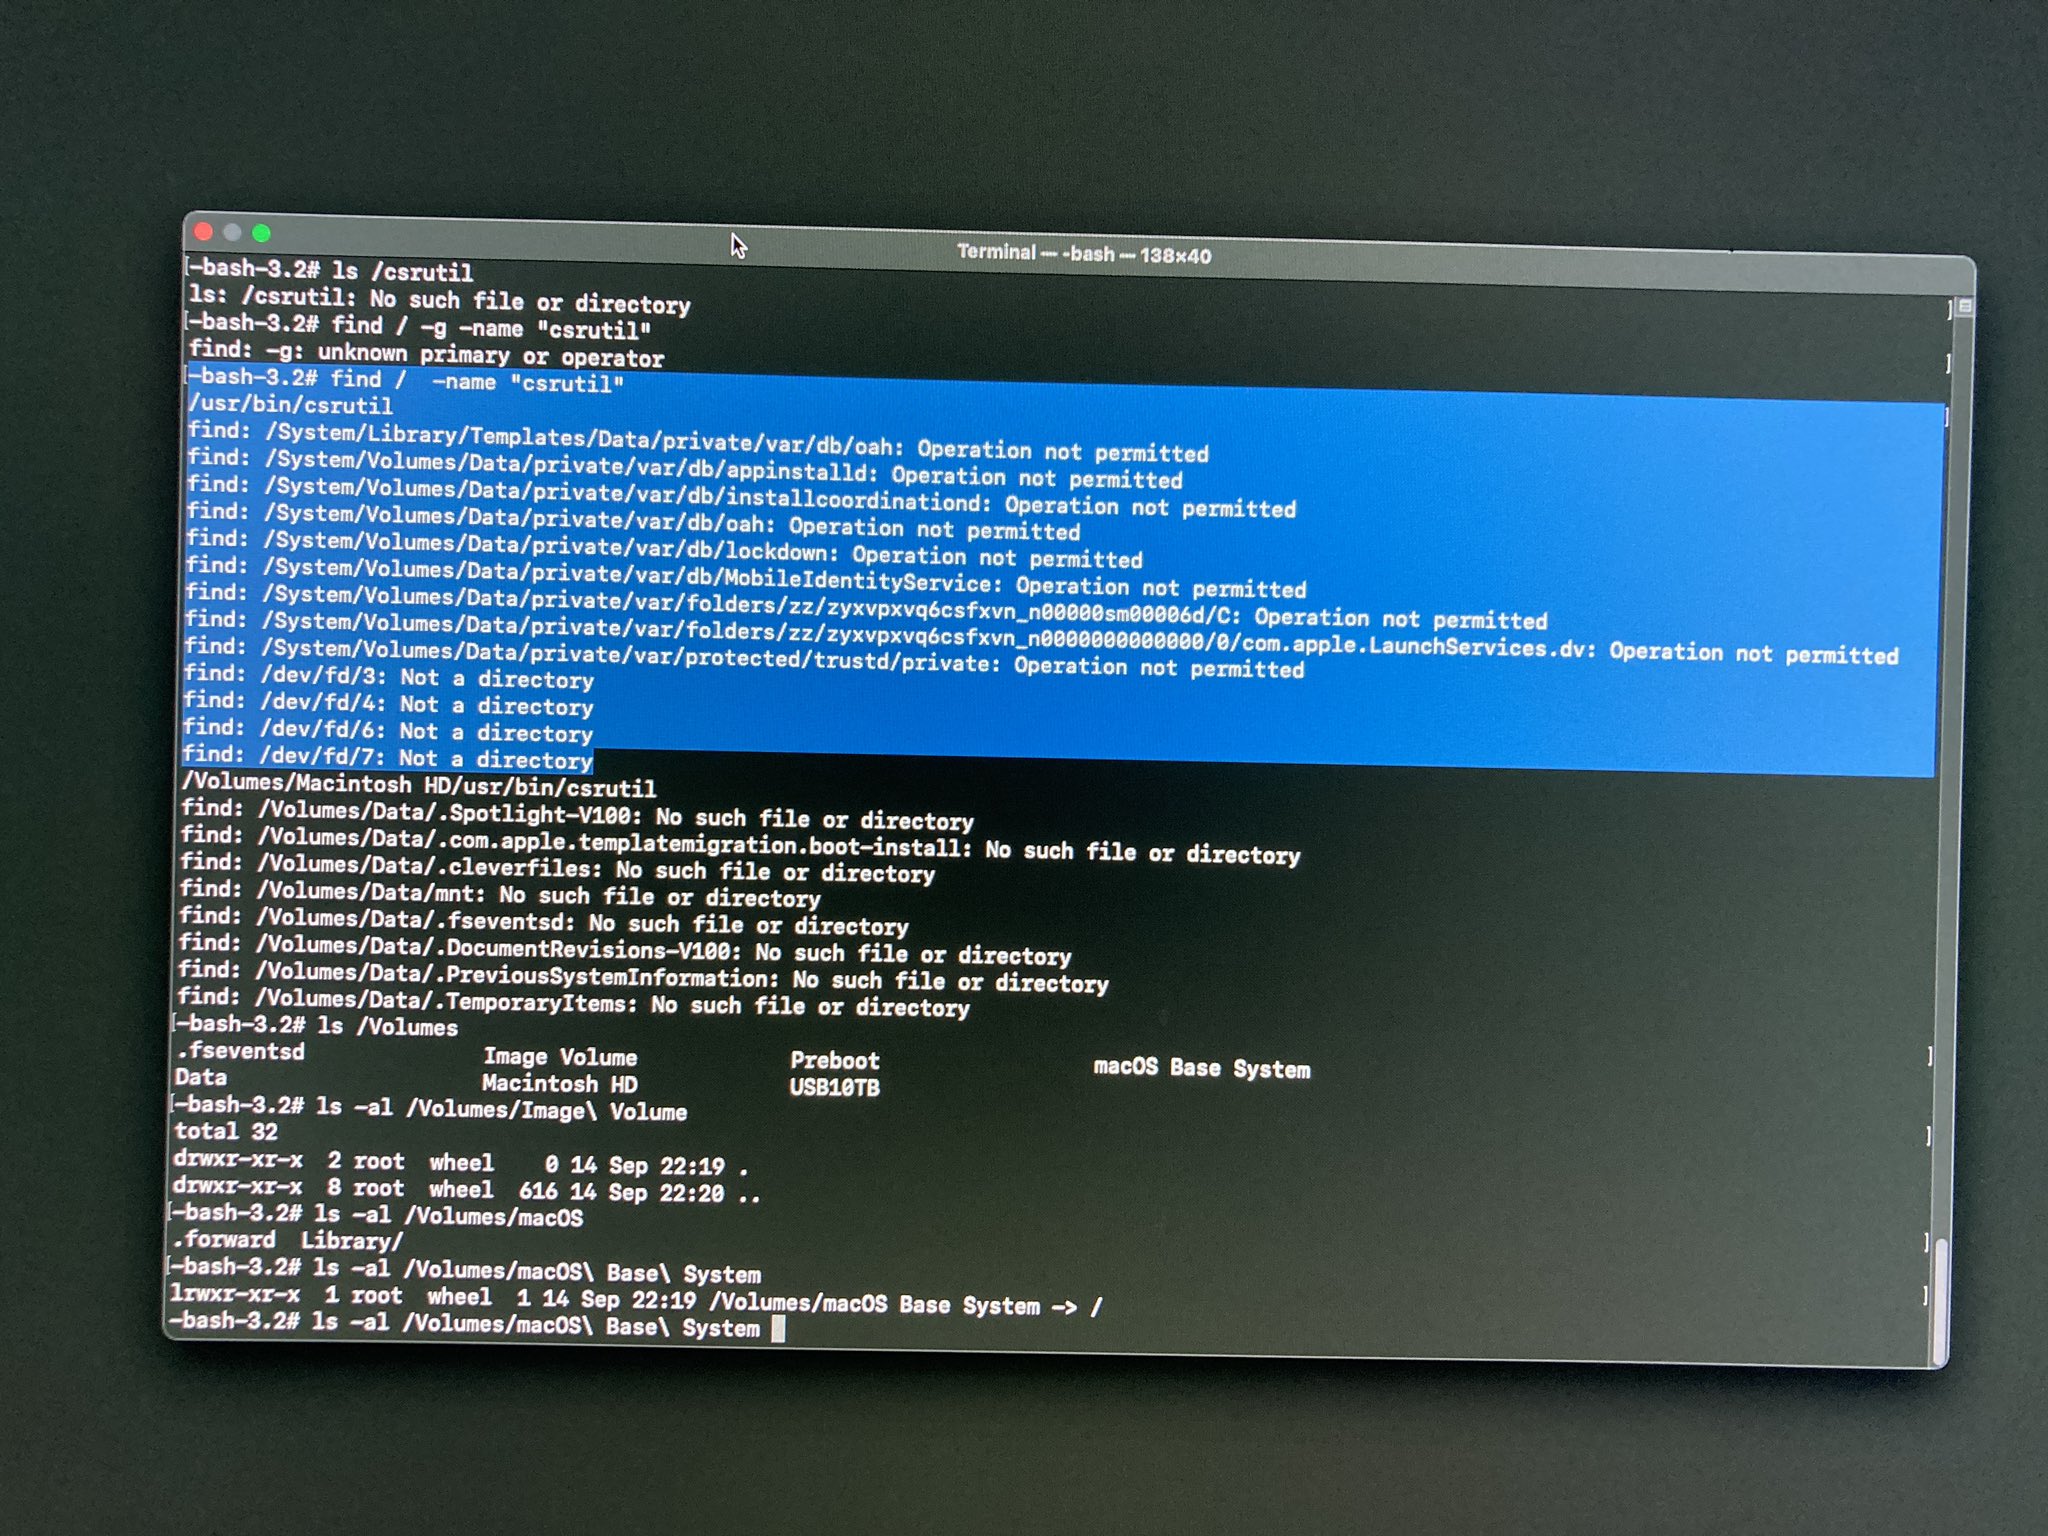 Terminal — -bash — 138×40
[-bash-3.2# ls /csrutil ]
ls: /csrutil: No such file or directory
[-bash-3.2# find / -g -name "csrutil" ]
find: -g: unknown primary or operator
[-bash-3.2# find /  -name "csrutil" ]
/usr/bin/csrutil
find: /System/Library/Templates/Data/private/var/db/oah: Operation not permitted
find: /System/Volumes/Data/private/var/db/appinstalld: Operation not permitted
find: /System/Volumes/Data/private/var/db/installcoordinationd: Operation not permitted
find: /System/Volumes/Data/private/var/db/oah: Operation not permitted
find: /System/Volumes/Data/private/var/db/lockdown: Operation not permitted
find: /System/Volumes/Data/private/var/db/MobileIdentityService: Operation not permitted
find: /System/Volumes/Data/private/var/folders/zz/zyxvpxvq6csfxvn_n00000sm00006d/C: Operation not permitted
find: /System/Volumes/Data/private/var/folders/zz/zyxvpxvq6csfxvn_n0000000000000/0/com.apple.LaunchServices.dv: Operation not permitted
find: /System/Volumes/Data/private/var/protected/trustd/private: Operation not permitted
find: /dev/fd/3: Not a directory
find: /dev/fd/4: Not a directory
find: /dev/fd/6: Not a directory
find: /dev/fd/7: Not a directory
/Volumes/Macintosh HD/usr/bin/csrutil
find: /Volumes/Data/.Spotlight-V100: No such file or directory
find: /Volumes/Data/.com.apple.templatemigration.boot-install: No such file or directory
find: /Volumes/Data/.cleverfiles: No such file or directory
find: /Volumes/Data/mnt: No such file or directory
find: /Volumes/Data/.fseventsd: No such file or directory
find: /Volumes/Data/.DocumentRevisions-V100: No such file or directory
find: /Volumes/Data/.PreviousSystemInformation: No such file or directory
find: /Volumes/Data/.TemporaryItems: No such file or directory
[-bash-3.2# ls /Volumes ]
.fseventsd Image Volume Preboot macOS Base System
Data Macintosh HD USB10TB
[-bash-3.2# ls -al /Volumes/Image\ Volume ]
total 32
drwxr-xr-x  2 root  wheel    0 14 Sep 22:19 .
drwxr-xr-x  8 root  wheel  616 14 Sep 22:20 ..
[-bash-3.2# ls -al /Volumes/macOS ]
.forward  Library/
[-bash-3.2# ls -al /Volumes/macOS\ Base\ System ]
lrwxr-xr-x  1 root  wheel  1 14 Sep 22:19 /Volumes/macOS Base System -> /
-bash-3.2# ls -al /Volumes/macOS\ Base\ System